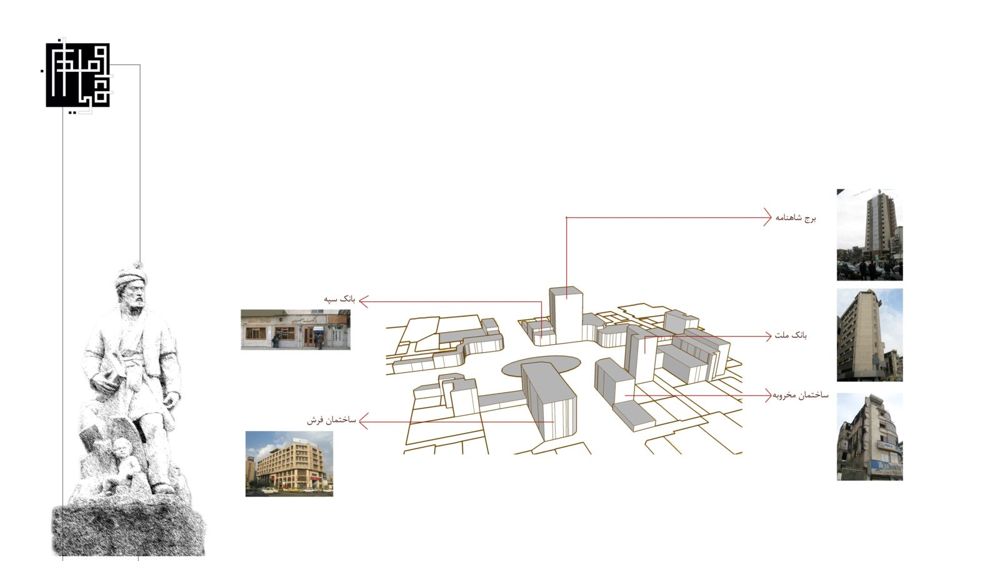 برج شاهنامه
بانک سپه
بانک ملت
ساختمان مخروبه
ساختمان فرش